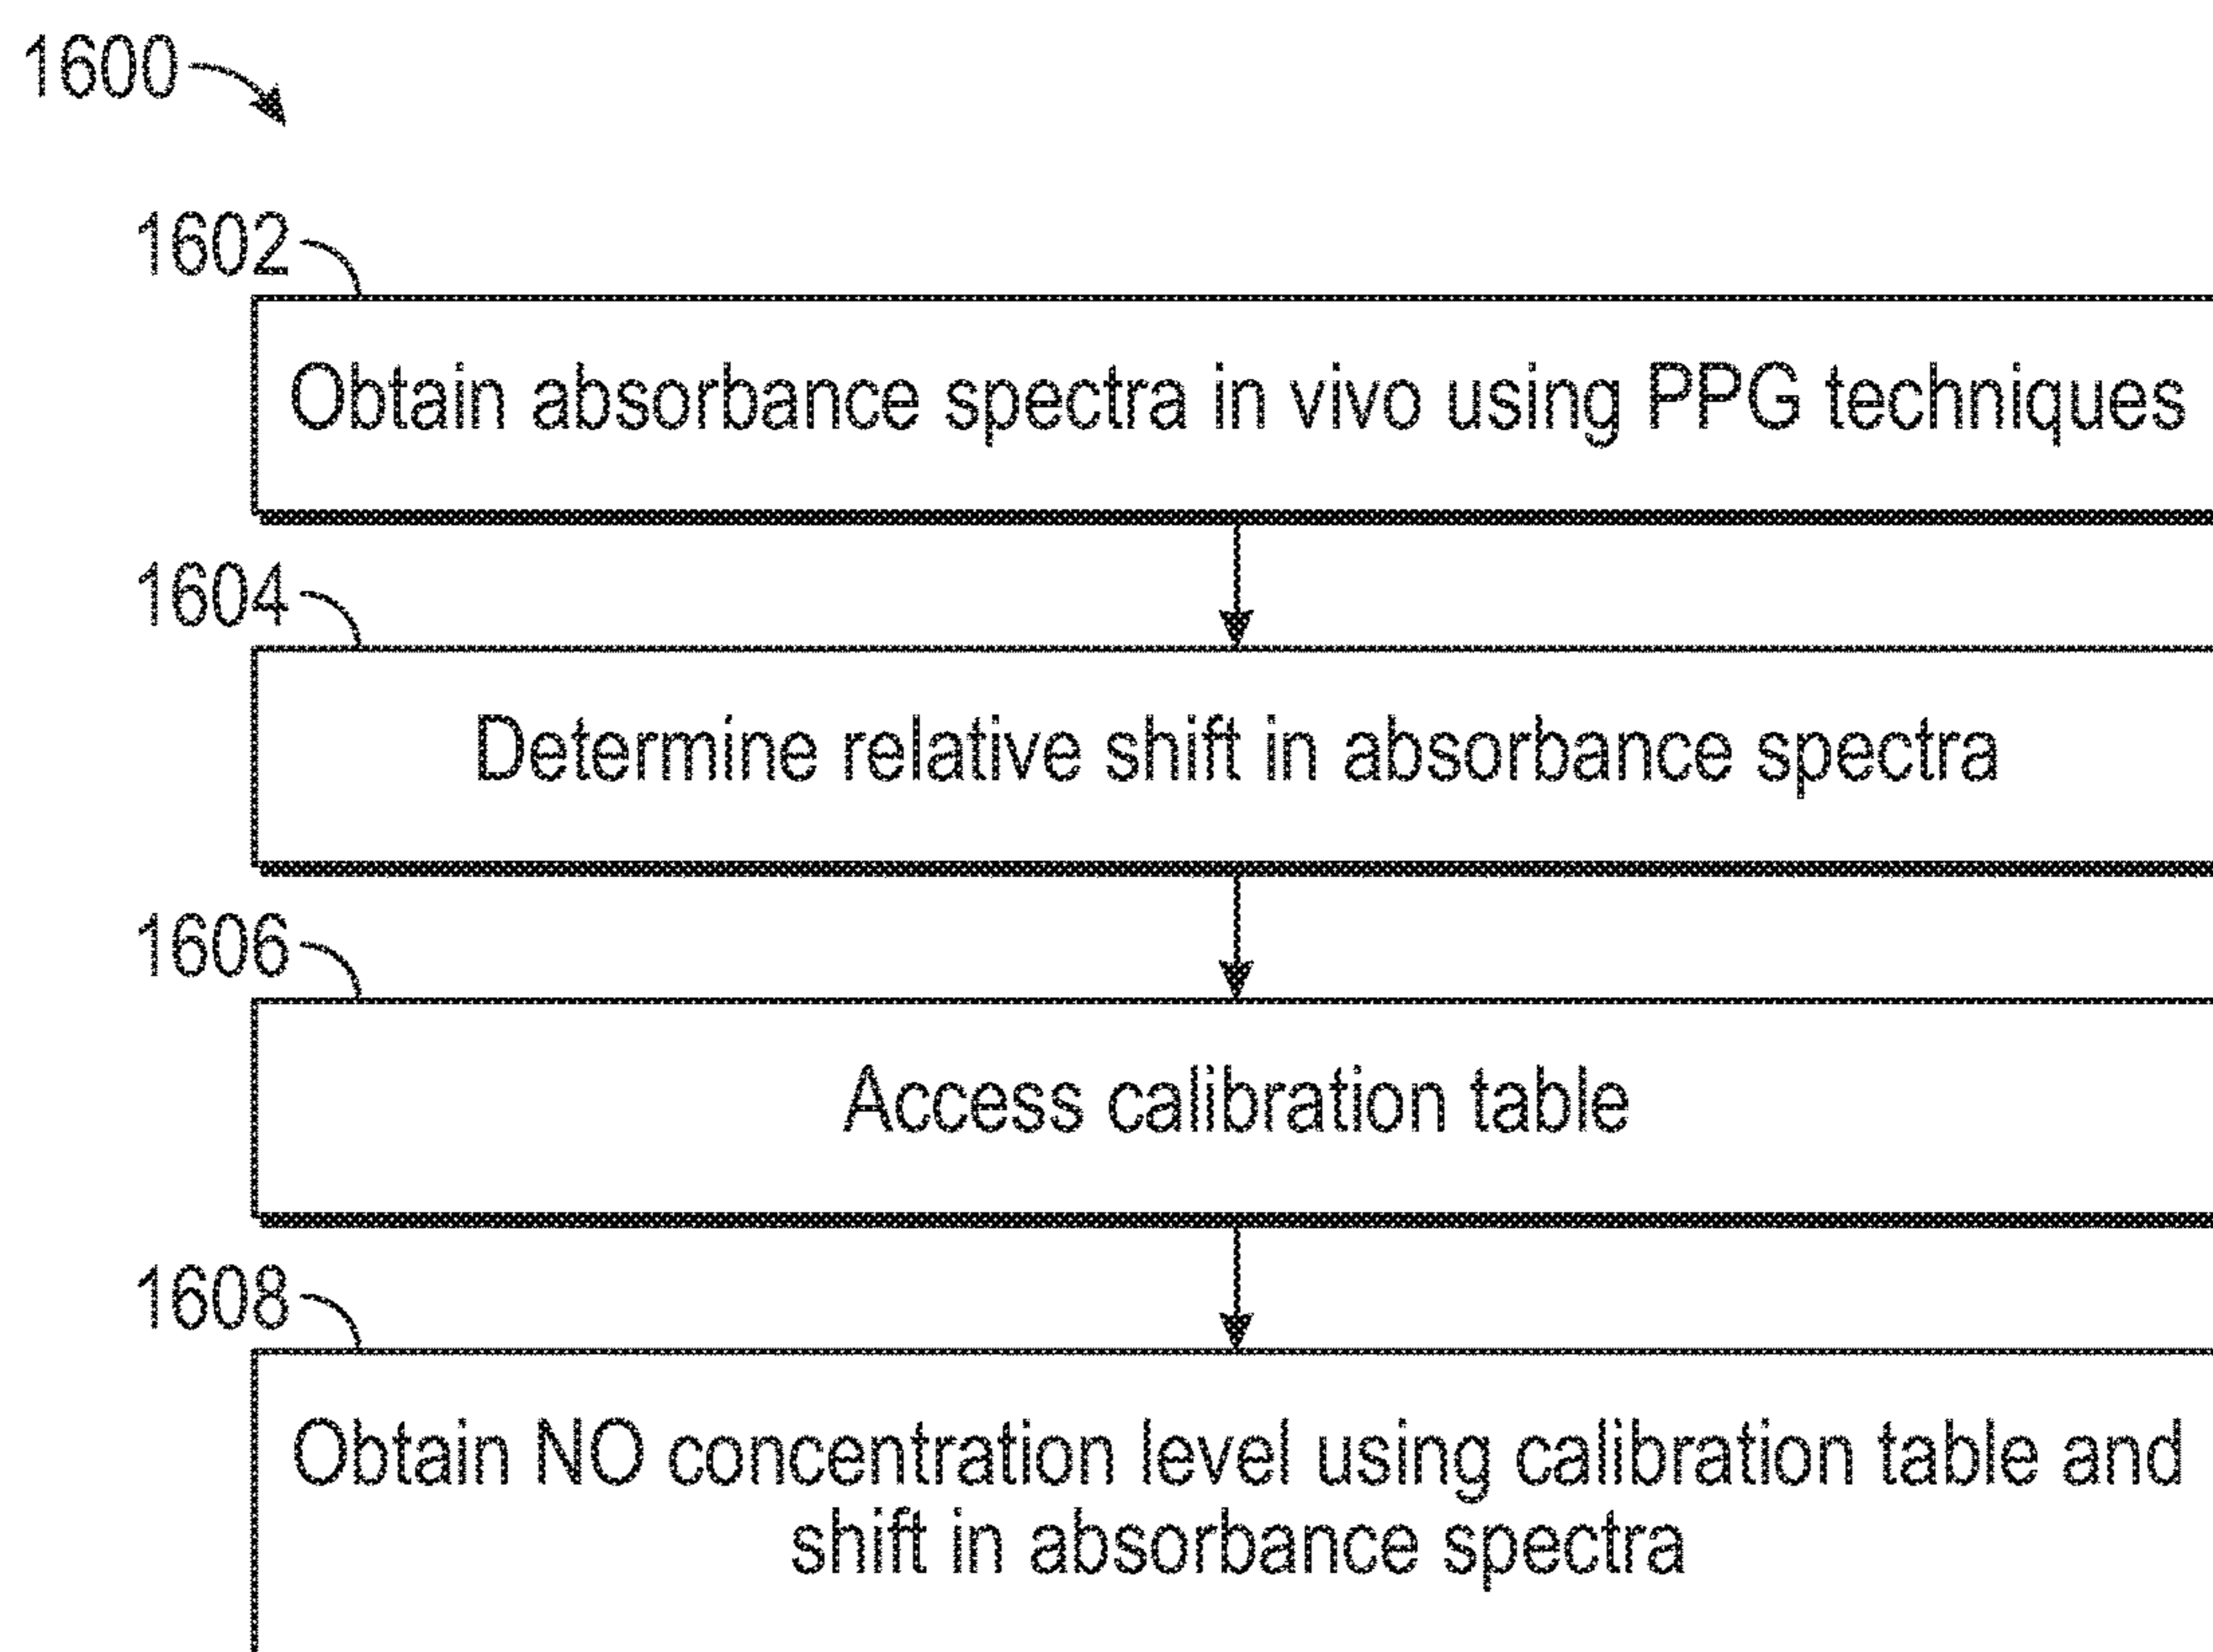 1600
1602
Obtain absorbance spectra in vivo using PPG techniques
1604
Determine relative shift in absorbance spectra
1606
Access calibration table
1608
Obtain NO concentration level using calibration table and
shift in absorbance spectra